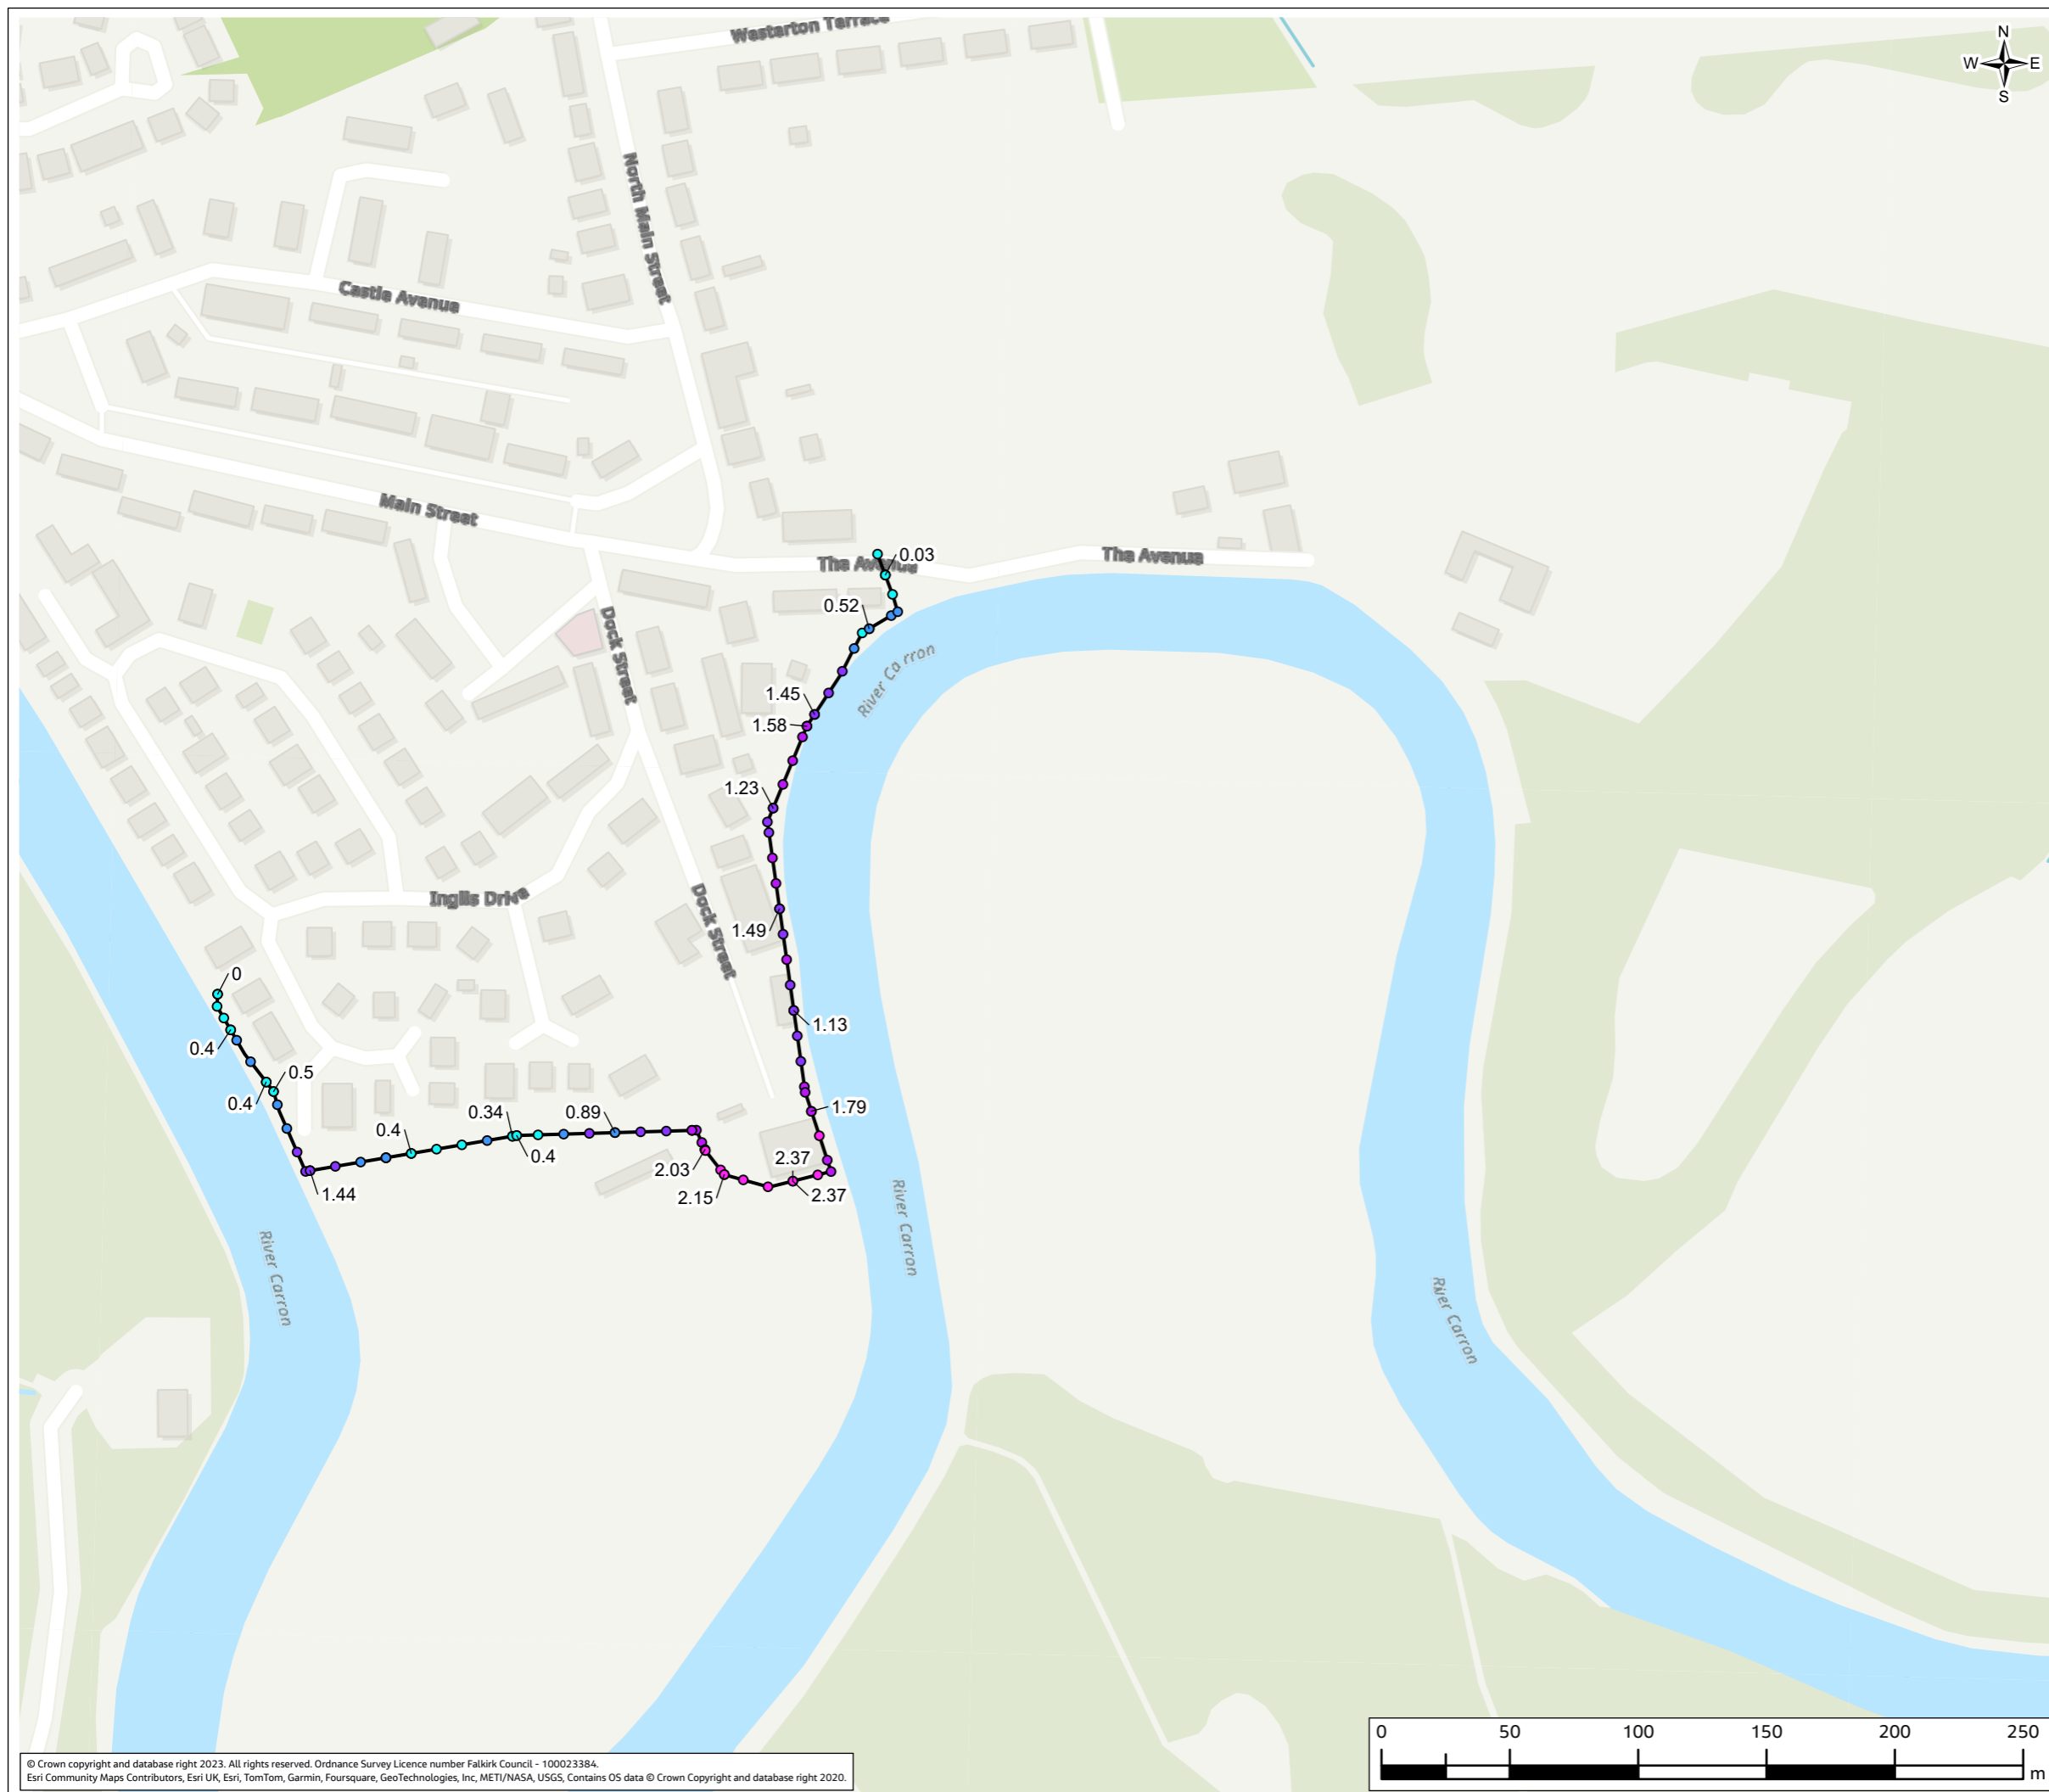 Westerton Terrace
N
W E
S
North Main Street
Castle Avenue
Main Street
The Avenue
The Avenue
0.03
0.52
Dock Street
River Carron
1.45
1.58
1.23
Inglis Drive
Dock Street
1.49
0
1.13
0.4
0.5
0.4
1.79
0.34
0.89
0.4
0.4
2.03
2.37
1.44
2.15
2.37
River Carron
River Carron
River Carron
0 50 100 150 200 250
m
© Crown copyright and database right 2023. All rights reserved. Ordnance Survey Licence number Falkirk Council - 100023384.
Esri Community Maps Contributors, Esri UK, Esri, TomTom, Garmin, Foursquare, GeoTechnologies, Inc, METI/NASA, USGS, Contains OS data © Crown Copyright and database right 2020.